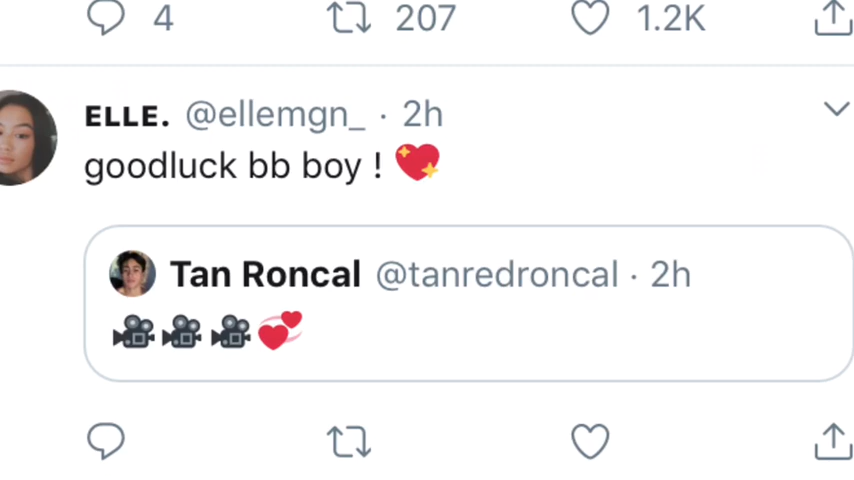 4 207 1.2K
ELLE. @ellemgn_ · 2h
goodluck bb boy ! 💖
Tan Roncal @tanredroncal · 2h
🎥🎥🎥💞